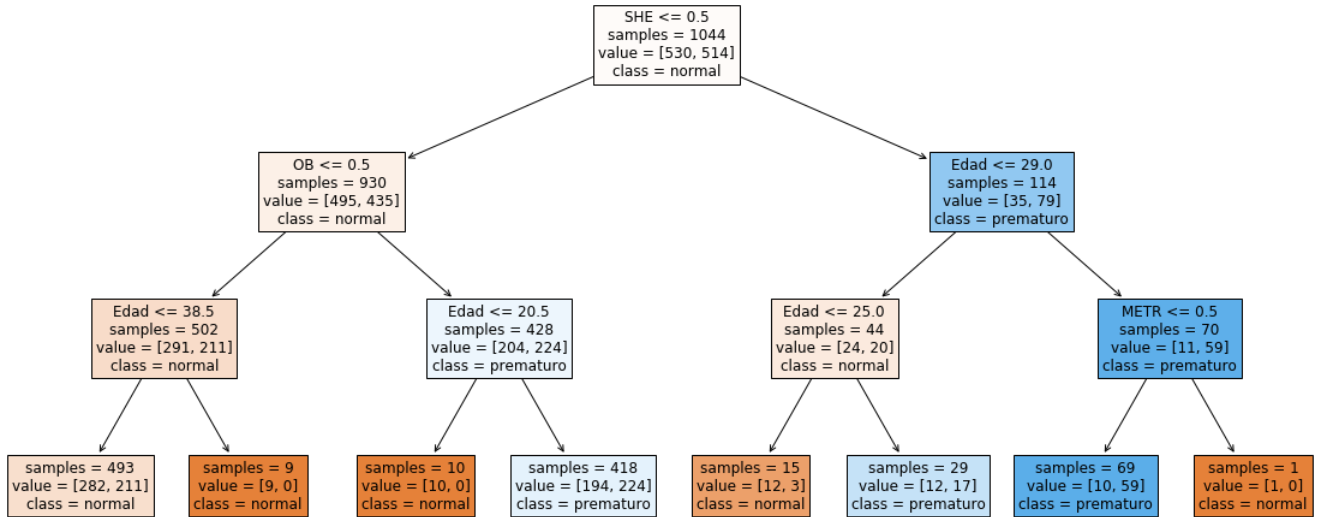 SHE <= 0.5
samples = 1044
value = [530, 514]
class = normal
OB <= 0.5
samples = 930
value = [495, 435]
class = normal
Edad <= 29.0
samples = 114
value = [35, 79]
class = prematuro
Edad <= 38.5
samples = 502
value = [291, 211]
class = normal
Edad <= 20.5
samples = 428
value = [204, 224]
class = prematuro
Edad <= 25.0
samples = 44
value = [24, 20]
class = normal
METR <= 0.5
samples = 70
value = [11, 59]
class = prematuro
samples = 493
value = [282, 211]
class = normal
samples = 9
value = [9, 0]
class = normal
samples = 10
value = [10, 0]
class = normal
samples = 418
value = [194, 224]
class = prematuro
samples = 15
value = [12, 3]
class = normal
samples = 29
value = [12, 17]
class = prematuro
samples = 69
value = [10, 59]
class = prematuro
samples = 1
value = [1, 0]
class = normal